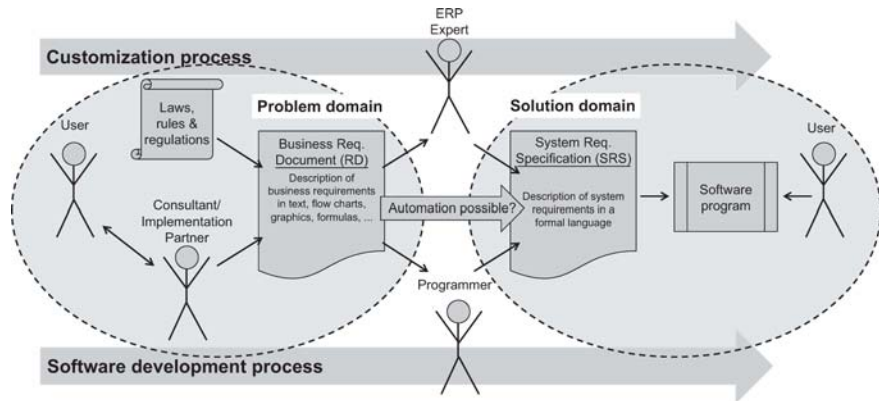 ERP
Expert
Customization process
Problem domain
Solution domain
Laws,
rules &
regulations
User
Business Req.
Document (RD)
Description of
business requirements
in text, flow charts,
graphics, formulas, ...
System Req.
Specification (SRS)
Description of system
requirements in a
formal language
User
Software
program
Automation possible?
Consultant/
Implementation
Partner
Programmer
Software development process